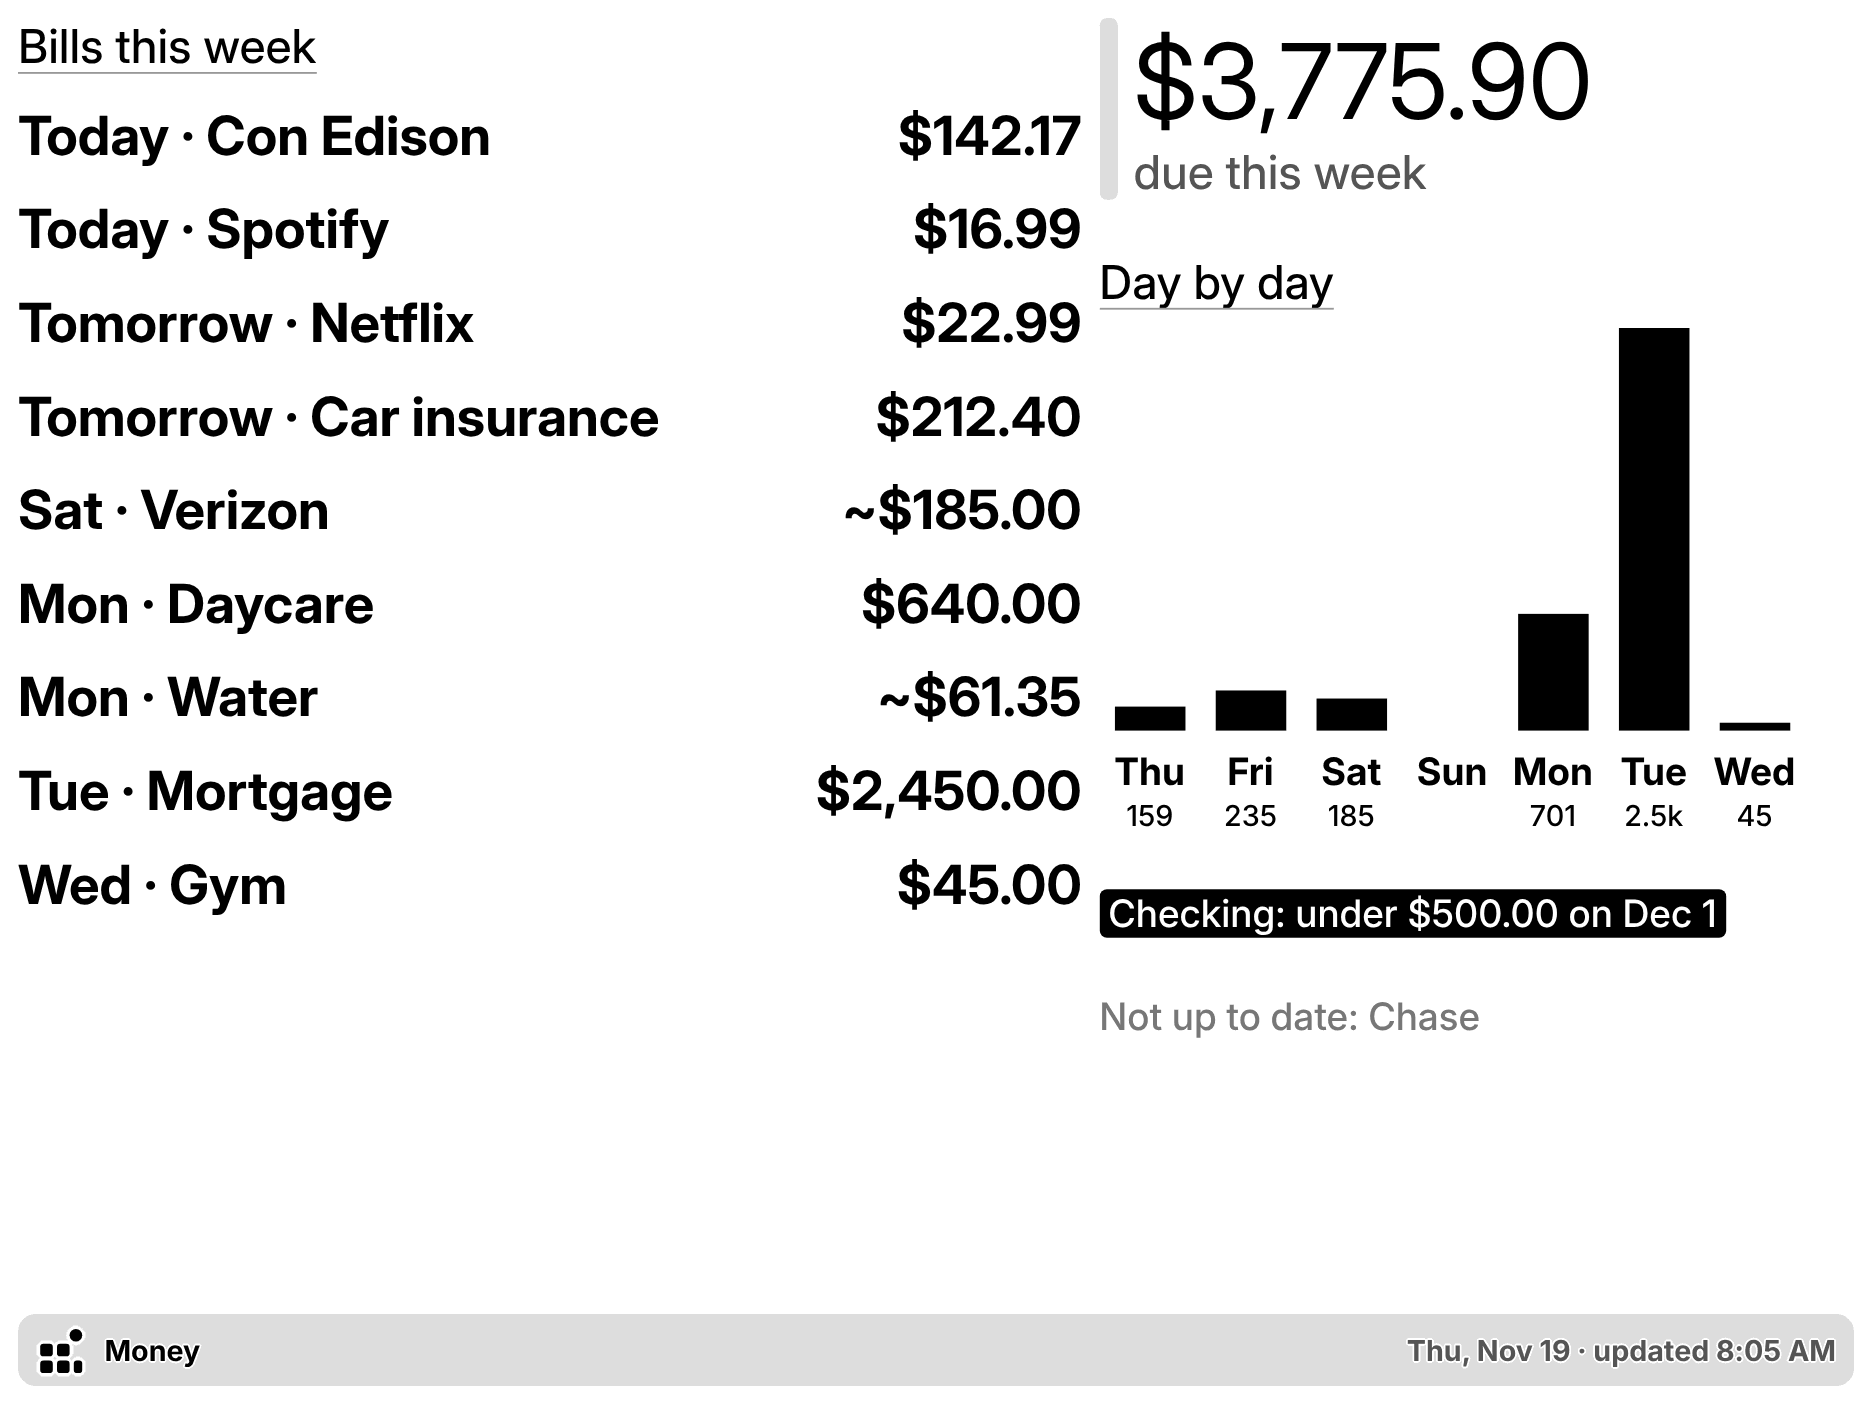 Bills this week
Today · Con Edison $142.17
Today · Spotify $16.99
Tomorrow · Netflix $22.99
Tomorrow · Car insurance $212.40
Sat · Verizon ~$185.00
Mon · Daycare $640.00
Mon · Water ~$61.35
Tue · Mortgage $2,450.00
Wed · Gym $45.00
$3,775.90
due this week
Day by day
Thu Fri Sat Sun Mon Tue Wed
159 235 185 701 2.5k 45
Checking: under $500.00 on Dec 1
Not up to date: Chase
Money Thu, Nov 19 · updated 8:05 AM